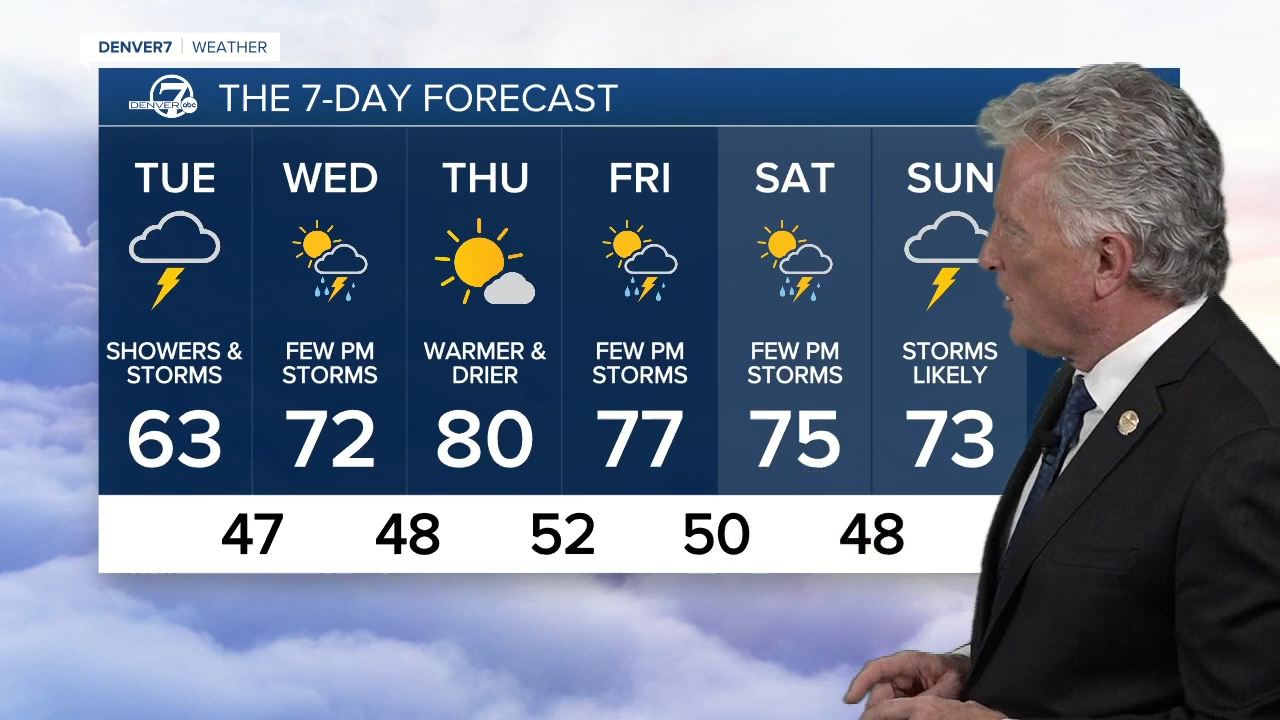 DENVER7 | WEATHER
7
DENVER abc
THE 7-DAY FORECAST
TUE WED THU FRI SAT SUN
SHOWERS & FEW PM WARMER & FEW PM FEW PM STORMS
STORMS STORMS DRIER STORMS STORMS LIKELY
63 72 80 77 75 73
47 48 52 50 48